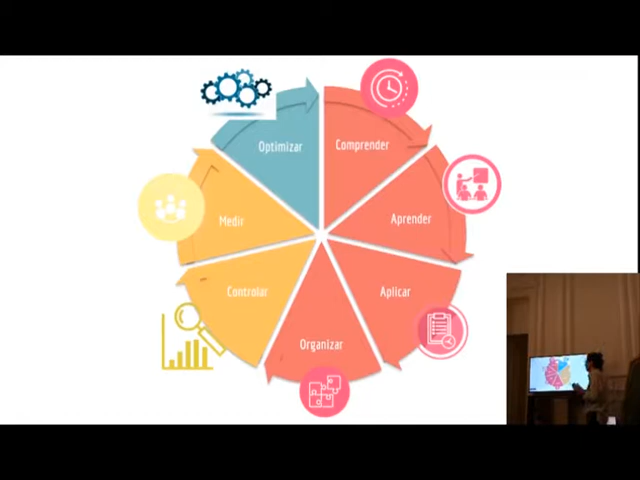 Optimizar
Comprender
Medir
Aprender
Controlar
Aplicar
Organizar